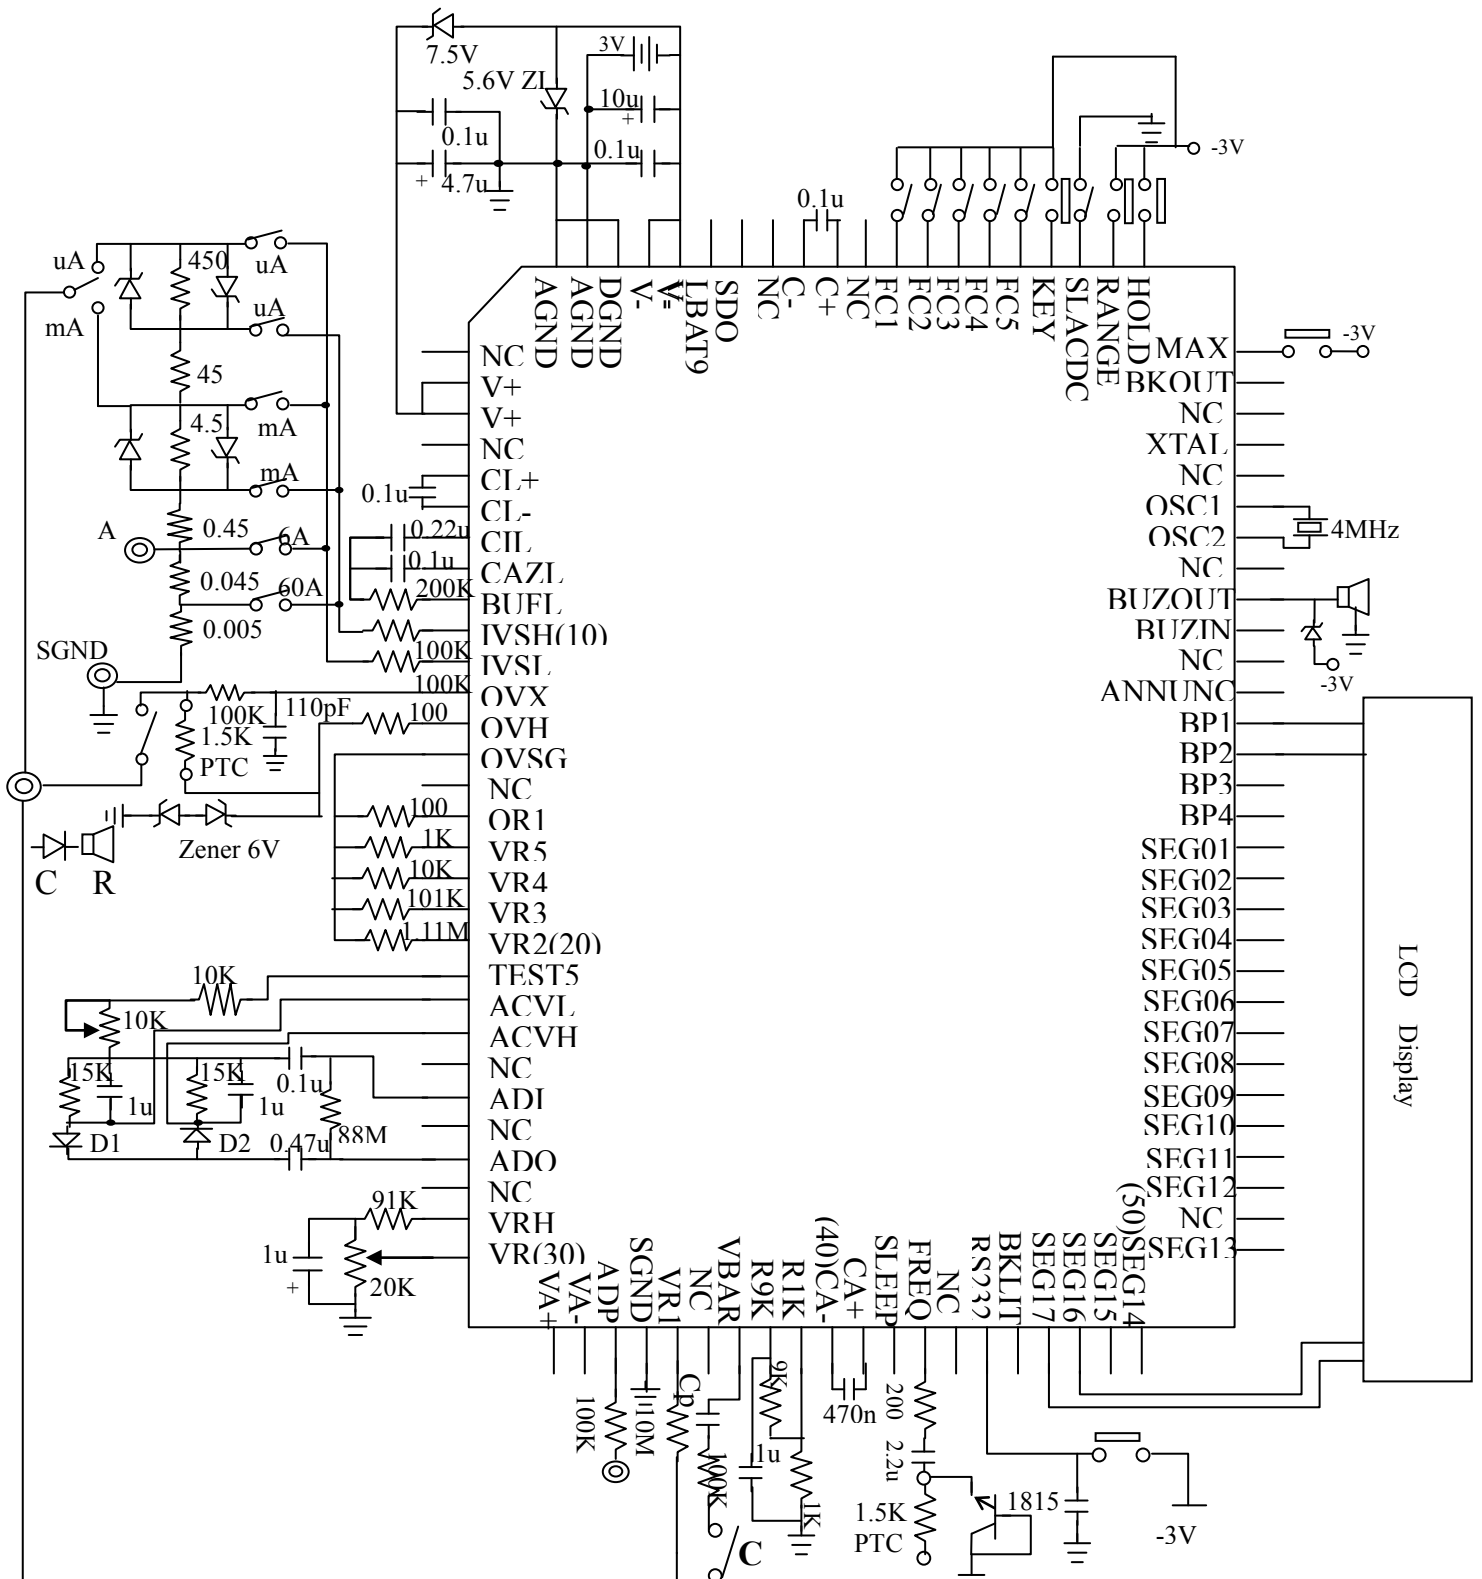 7.5V
3V
5.6V ZI
10u
+
0.1u
0.1u
+
4.7u
-3V
0.1u
uA
450
uA
mA
uA
45
4.5
mA
mA
A
0.45
6A
0.045
60A
0.005
SGND
AGND
AGND
DGND
V-
V-
LBAT9
SDO
NC
C-
C+
NC
FC1
FC2
FC3
FC4
FC5
KEY
SLACDC
RANGE
HOLD
NC
V+
V+
NC
CL+
0.1u
CL-
0.22u
CIL
0.1u
CAZL
200K
BUFL
IVSH(10)
100K
IVSL
100K
OVX
100K
110pF
100
OVH
1.5K
PTC
OVSG
NC
100
OR1
Zener 6V
1K
VR5
C R
10K
VR4
101K
VR3
1.11M
VR2(20)
10K
TEST5
10K
ACVL
ACVH
15K
15K
0.1u
NC
1u
1u
ADI
88M
NC
D1
D2
0.47u
ADO
NC
91K
VRH
1u
+
20K
VR(30)
MAX
-3V
BKOUT
NC
XTAL
NC
OSC1
4MHz
OSC2
NC
BUZOUT
BUZIN
NC
-3V
ANNUNC
BP1
BP2
BP3
BP4
SEG01
SEG02
SEG03
SEG04
SEG05
SEG06
SEG07
SEG08
SEG09
SEG10
SEG11
SEG12
NC
SEG13
LCD Display
VA+
VA-
ADP
SGND
VR1
NC
VBAR
R9K
R1K
(40)CA-
CA+
SLEEP
FREQ
NC
RS232
BKLIT
SEG17
SEG16
SEG15
(50)SEG14
100K
10M
Cp
100K
9K
1u
1K
470n
200
2.2u
1.5K
PTC
1815
-3V
C